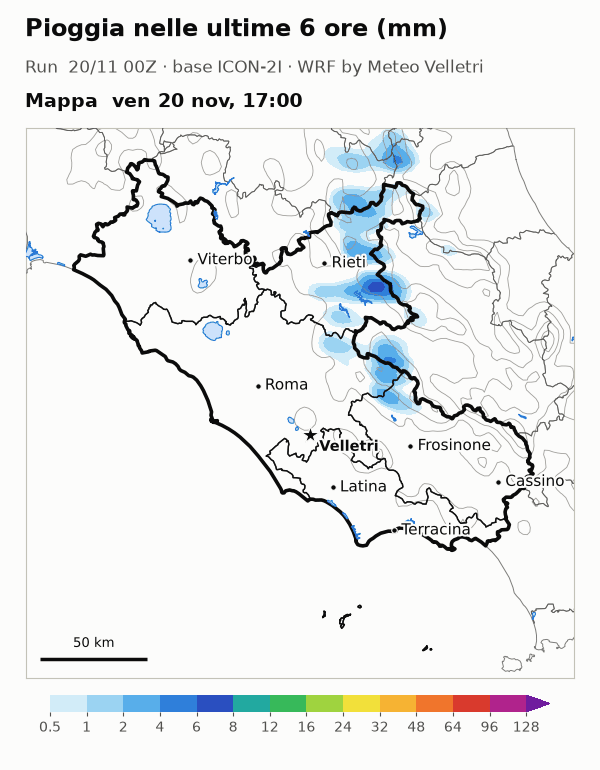 Pioggia nelle ultime 6 ore (mm)
Run  20/11 00Z · base ICON-2I · WRF by Meteo Velletri
Mappa  ven 20 nov, 17:00
Viterbo
Rieti
Roma
Velletri
Frosinone
Cassino
Latina
Terracina
50 km
0.5 1 2 4 6 8 12 16 24 32 48 64 96 128